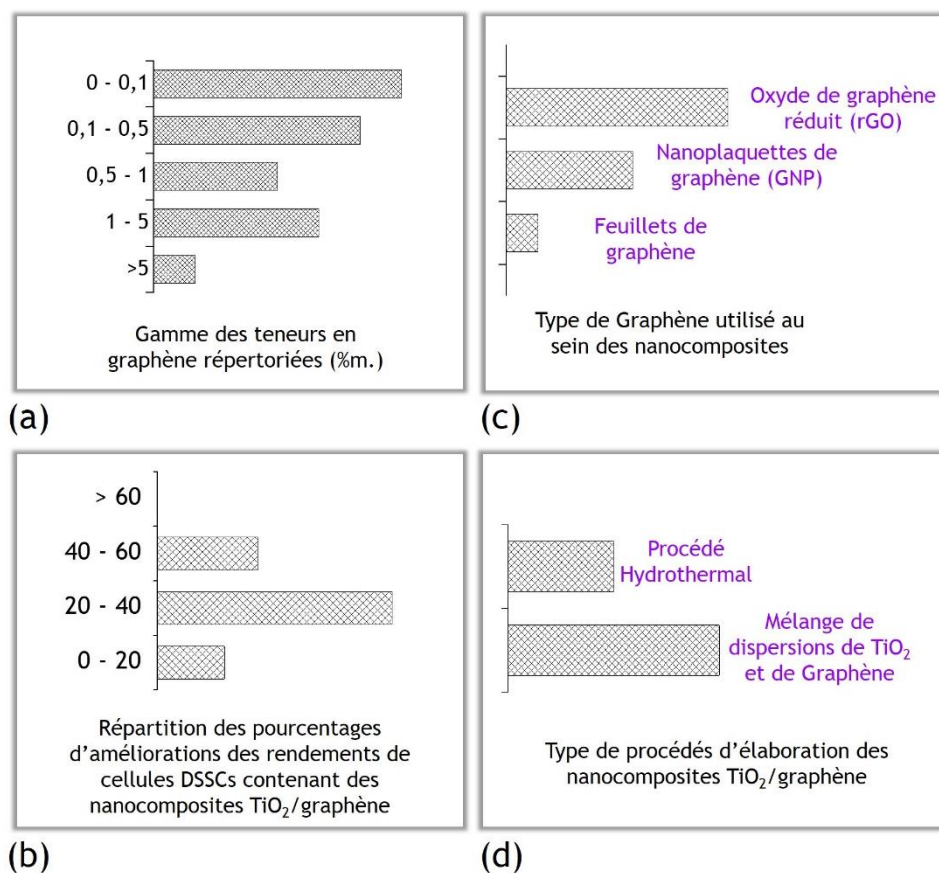 0 - 0,1
0,1 - 0,5
0,5 - 1
1 - 5
>5
Gamme des teneurs en
graphène répertoriées (%m.)
(a)
Oxyde de graphène
réduit (rGO)
Nanoplaquettes de
graphène (GNP)
Feuillets de
graphène
Type de Graphène utilisé au
sein des nanocomposites
(c)
> 60
40 - 60
20 - 40
0 - 20
Répartition des pourcentages
d'améliorations des rendements de
cellules DSSCs contenant des
nanocomposites TiO₂/graphène
(b)
Procédé
Hydrothermal
Mélange de
dispersions de TiO₂
et de Graphène
Type de procédés d'élaboration des
nanocomposites TiO₂/graphène
(d)